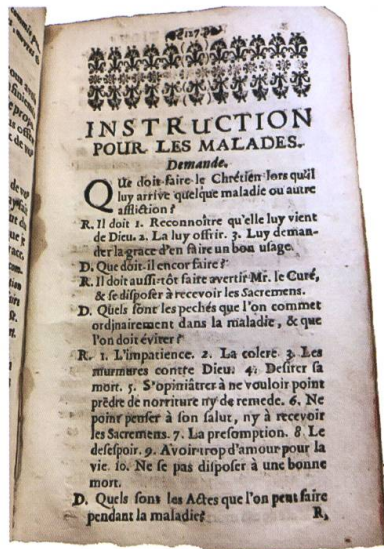 127
INSTRUCTION
POUR LES MALADES.
Demande.
QUe doit-faire le Chrétien lors qu'il
luy arrive quelque maladie ou autre
affliction?
R. Il doit 1. Reconnoître qu'elle luy vient
de Dieu. 2. La luy offrir. 3. Luy deman-
der la grace d'en faire un bon usage.
D. Que doit-il encor faire?
R. Il doit aussi-tôt faire avertir Mr. le Curé,
& se disposer à recevoir les Sacremens.
D. Quels sont les pechés que l'on commet
ordjnairement dans la maladie, & que
l'on doit éviter?
R. 1. L'impatience. 2. La colere. 3. Les
murmures contre Dieu. 4. Desirer sa
mort. 5. S'opiniâtrer à ne vouloir point
prēdre de norriture ny de remede. 6. Ne
point penser à son salut, ny à recevoir
les Sacremens. 7. La presomption. 8 Le
desespoir. 9. Avoir trop d'amour pour la
vie. 10. Ne se pas disposer à une bonne
mort.
D. Quels sont les Actes que l'on peut faire
pendant la maladie?
R,